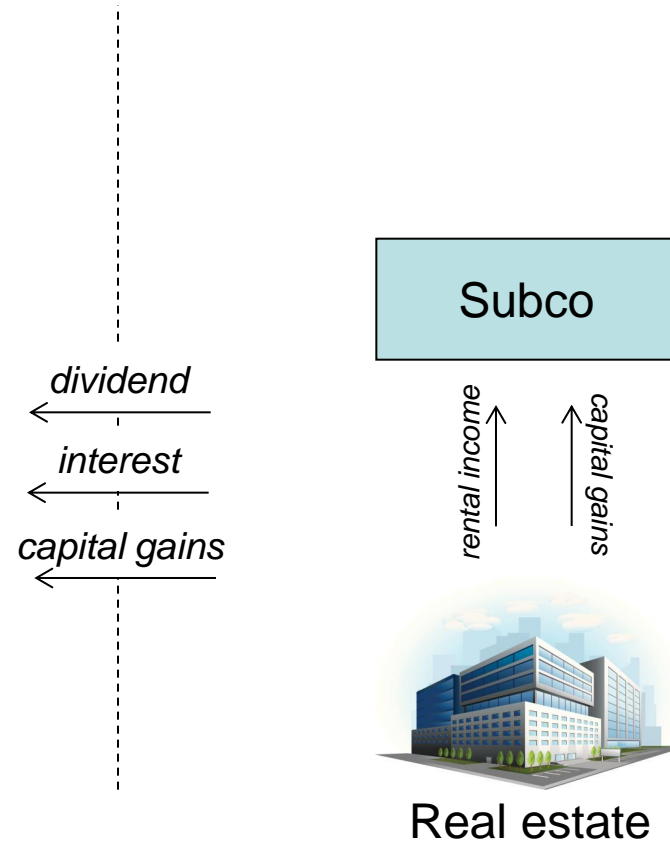 Subco
dividend
interest
capital gains
rental income
capital gains
Real estate